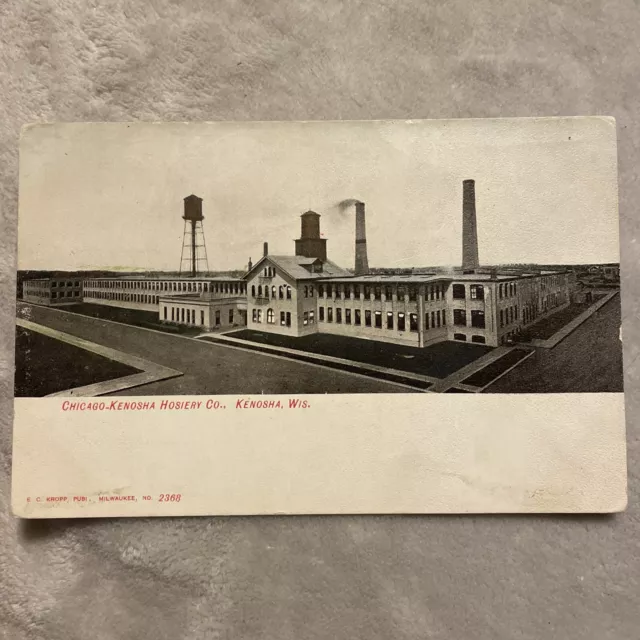 CHICAGO-KENOSHA HOSIERY CO., KENOSHA, WIS.
E. C. KROPP, PUBL., MILWAUKEE, NO. 2368